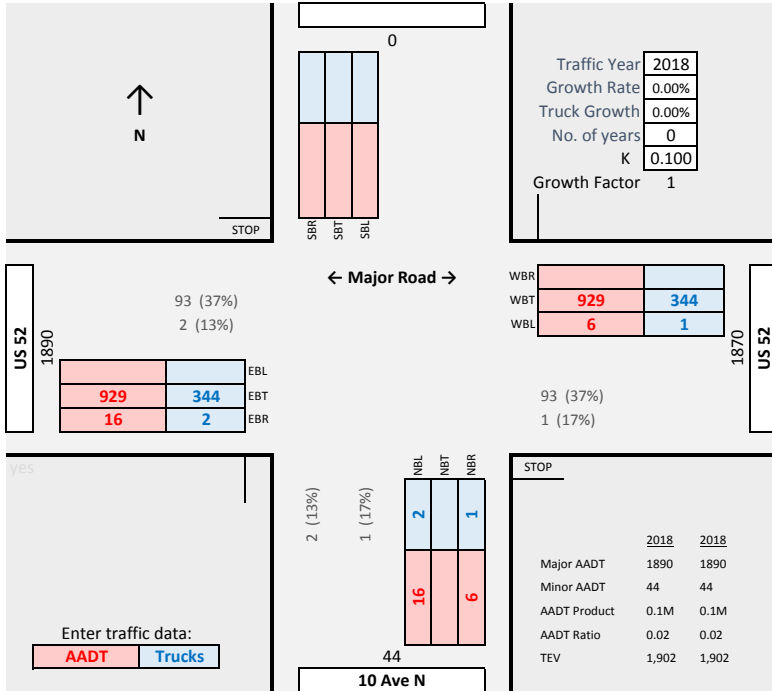 0
Traffic Year 2018
Growth Rate 0.00%
Truck Growth 0.00%
No. of years 0
K 0.100
Growth Factor 1
↑
N
STOP
SBR SBT SBL
← Major Road →
US 52
1890
93 (37%)
2 (13%)
EBL
929 344 EBT
16 2 EBR
WBR
WBT 929 344
WBL 6 1
1870
US 52
93 (37%)
1 (17%)
yes
STOP
2 (13%)
1 (17%)
NBL NBT NBR
2 1
16 6
44
10 Ave N
Enter traffic data:
AADT Trucks
2018 2018
Major AADT 1890 1890
Minor AADT 44 44
AADT Product 0.1M 0.1M
AADT Ratio 0.02 0.02
TEV 1,902 1,902